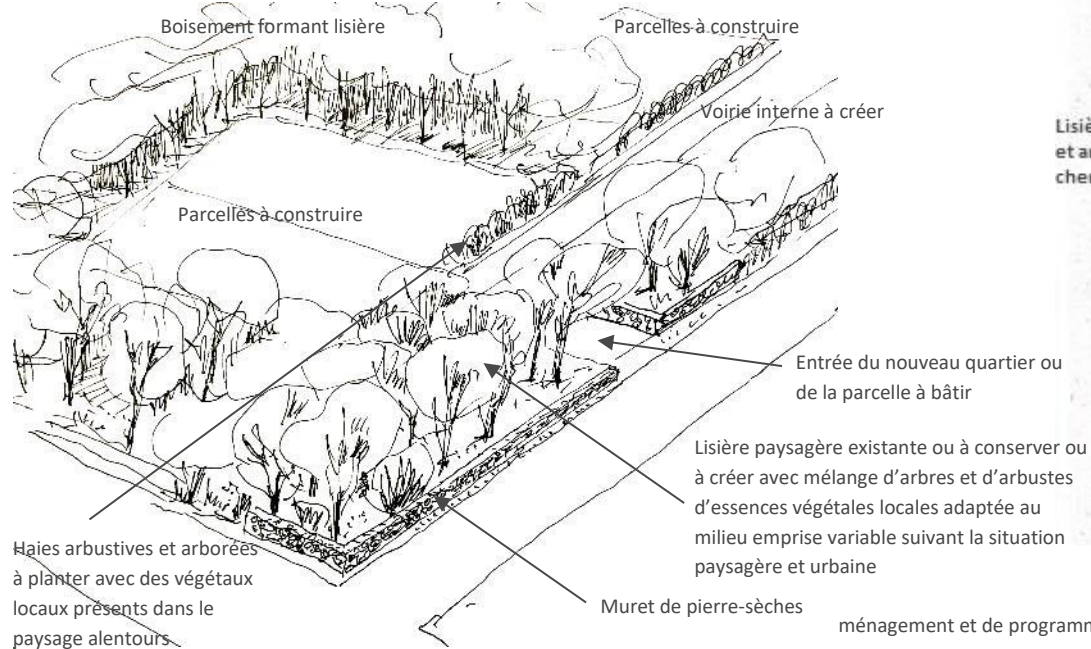 Boisement formant lisière
Parcelles à construire
Voirie interne à créer
Parcelles à construire
Entrée du nouveau quartier ou
de la parcelle à bâtir
Lisière paysagère existante ou à conserver ou
à créer avec mélange d'arbres et d'arbustes
d'essences végétales locales adaptée au
milieu emprise variable suivant la situation
paysagère et urbaine
Haies arbustives et arborées
à planter avec des végétaux
locaux présents dans le
paysage alentours
Muret de pierre-sèches
ménagement et de programm
et a